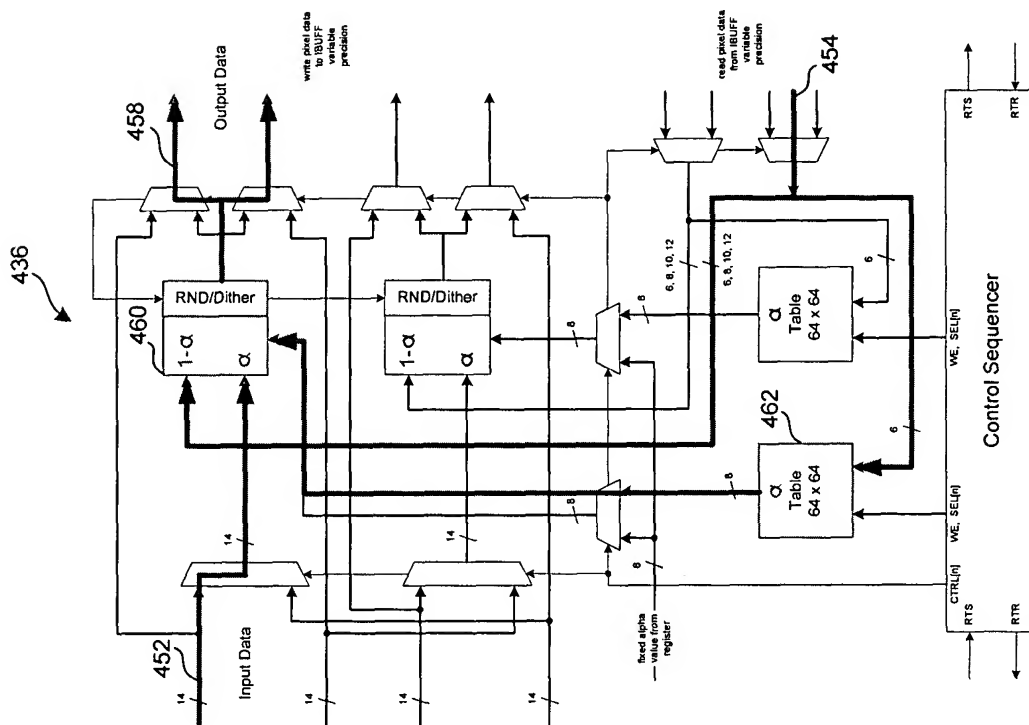 436
452
14
Input Data
14
14
14
14
14
460
1-α
α
RND/Dither
458
Output Data
1-α
α
RND/Dither
write pixel data
to IBUFF
variable
precision
fixed alpha
value from
register
8
8
8
6, 8, 10, 12
6, 8, 10, 12
read pixel data
from IBUFF
variable
precision
454
462
α
Table
64 x 64
8
6
α
Table
64 x 64
8
6
CTRL[n]
WE, SEL[n]
WE, SEL[n]
RTS
RTR
Control Sequencer
RTS
RTR